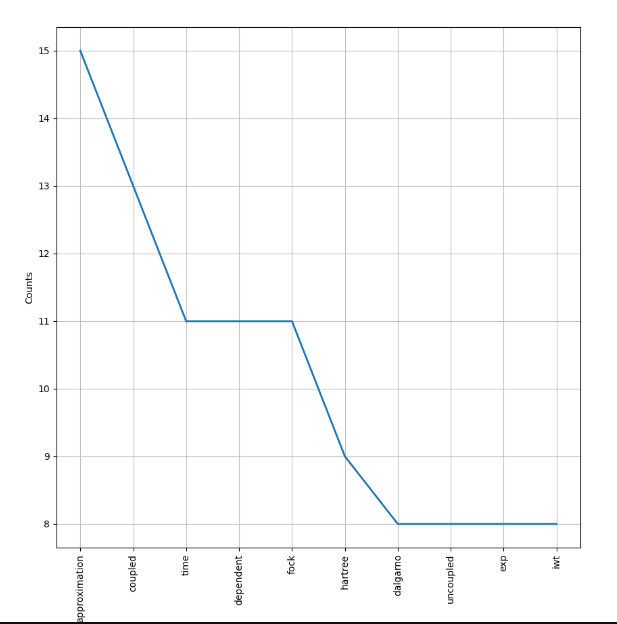 15
14
13
12
11
10
9
8
Counts
approximation
coupled
time
dependent
fock
hartree
dalgarno
uncoupled
exp
iwt